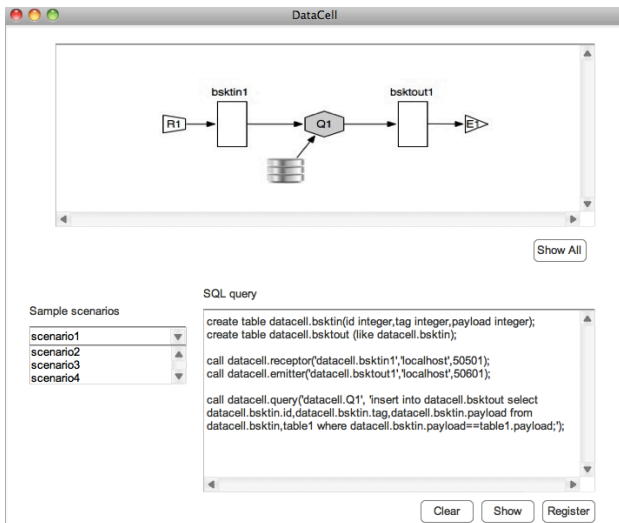 DataCell
bsktin1
bsktout1
R1
Q1
E1
Show All
SQL query
Sample scenarios
scenario1
scenario2
scenario3
scenario4
create table datacell.bsktin(id integer,tag integer,payload integer);
create table datacell.bsktout (like datacell.bsktin);
call datacell.receptor('datacell.bsktin1','localhost',50501);
call datacell.emitter('datacell.bsktout1','localhost',50601);
call datacell.query('datacell.Q1', 'insert into datacell.bsktout select
datacell.bsktin.id,datacell.bsktin.tag,datacell.bsktin.payload from
datacell.bsktin,table1 where datacell.bsktin.payload==table1.payload;');
Clear
Show
Register